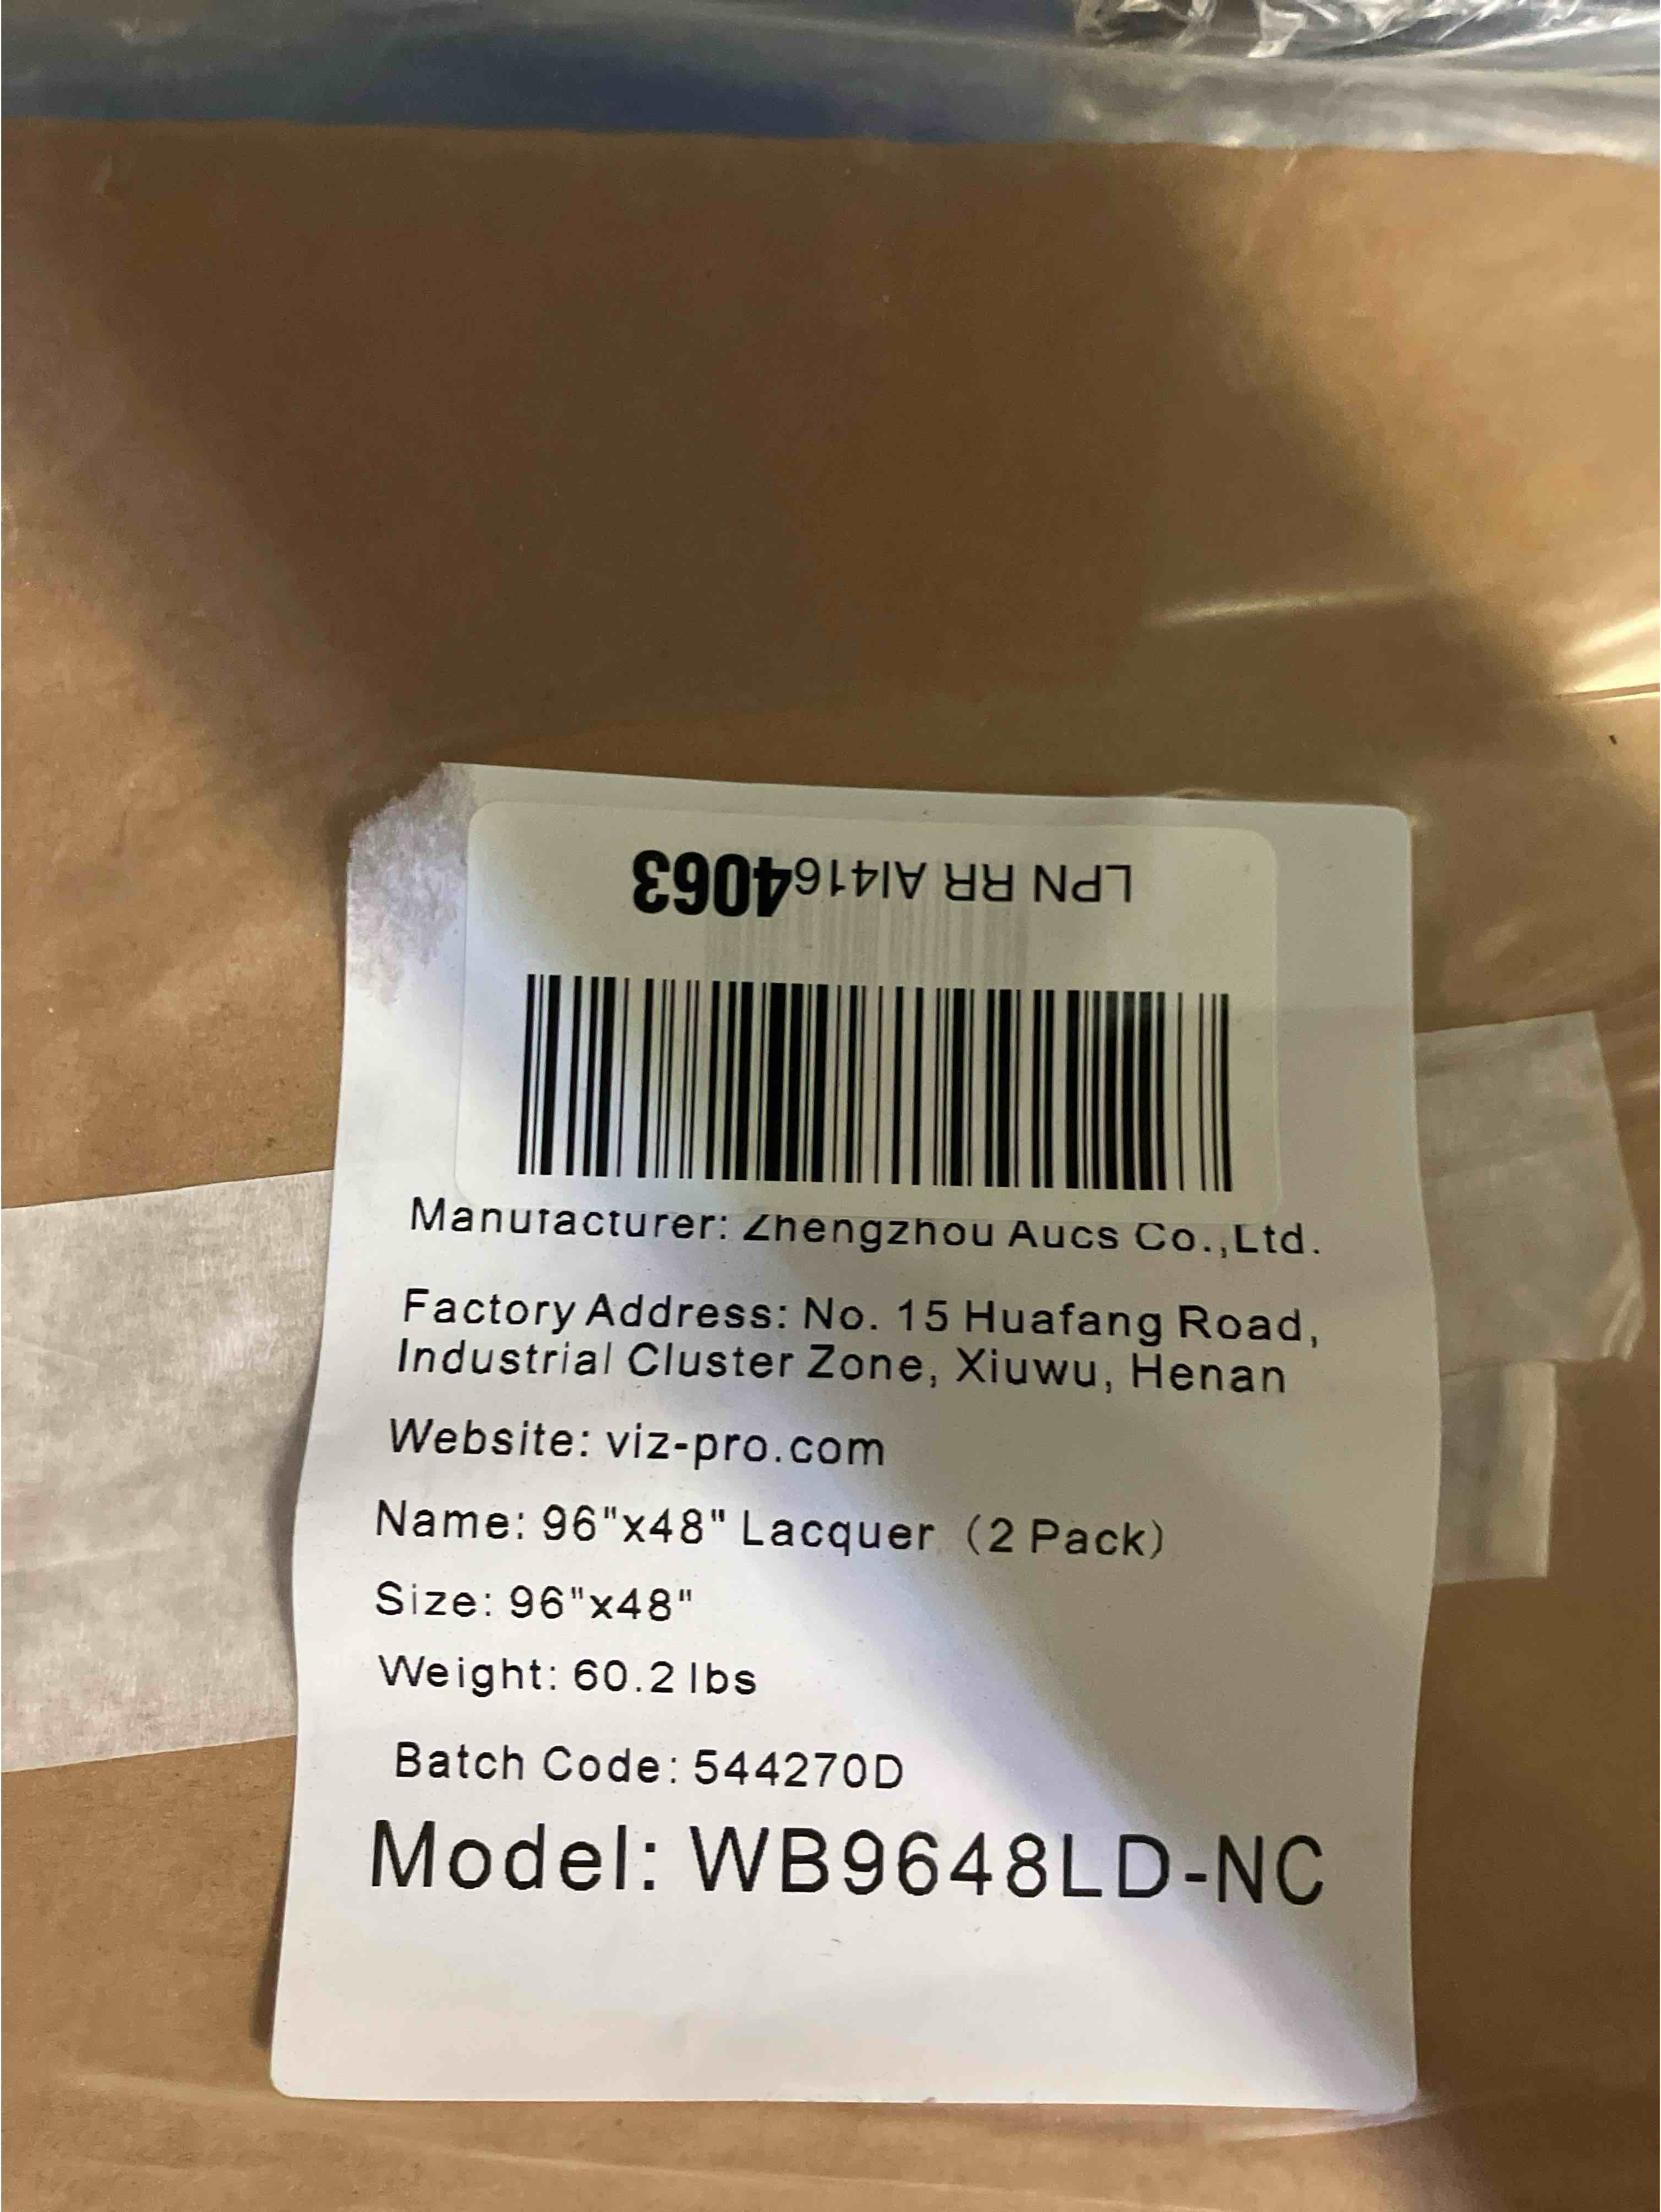 LPN RR AI4164063
Manufacturer: Zhengzhou Aucs Co.,Ltd.
Factory Address: No. 15 Huafang Road,
Industrial Cluster Zone, Xiuwu, Henan
Website: viz-pro.com
Name: 96"x48" Lacquer（2 Pack）
Size: 96"x48"
Weight: 60.2 lbs
Batch Code: 544270D
Model: WB9648LD-NC